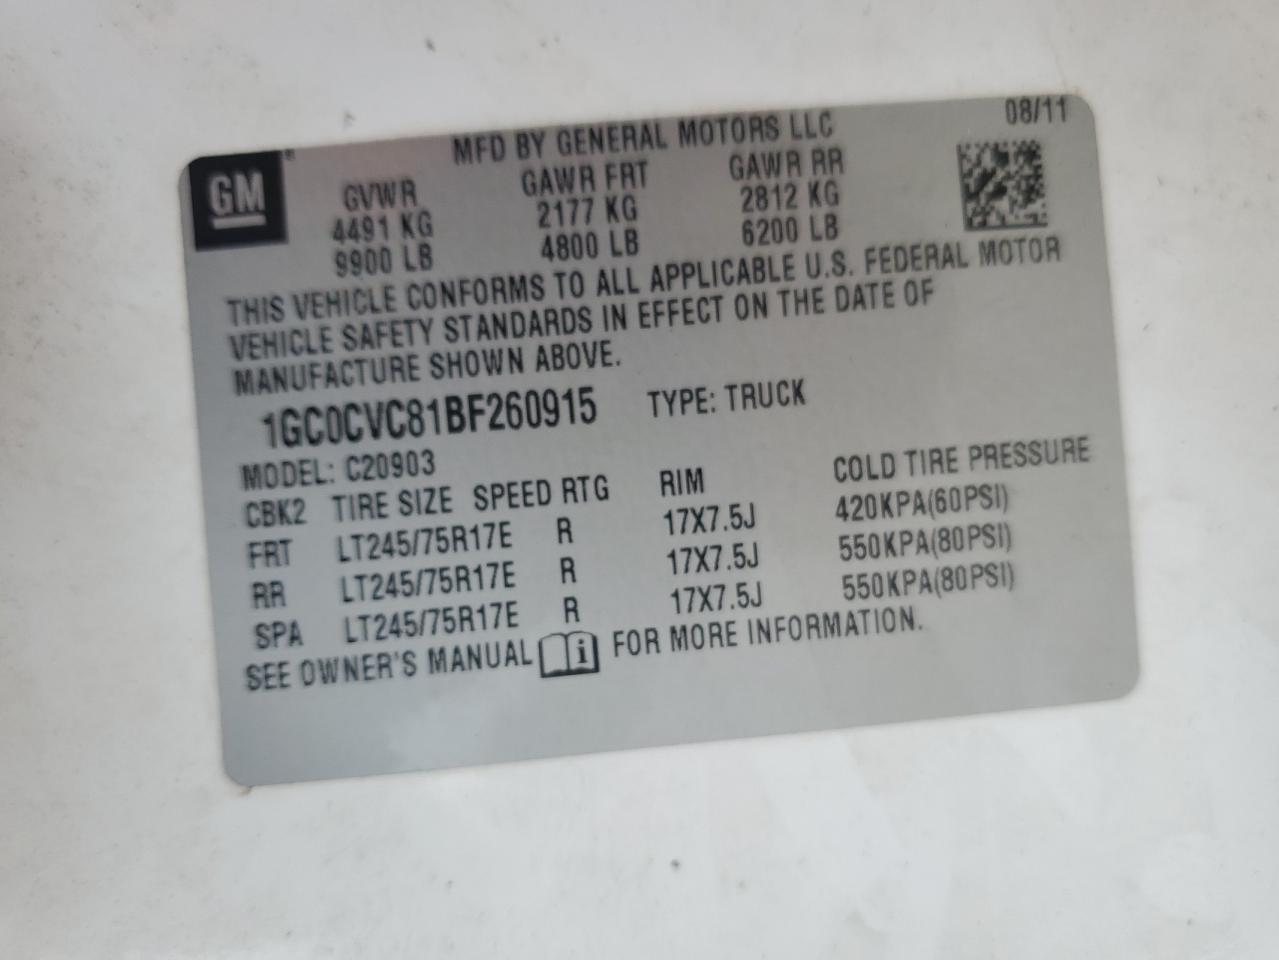 08/11
MFD BY GENERAL MOTORS LLC
GM
GVWR GAWR FRT GAWR RR
4491 KG 2177 KG 2812 KG
9900 LB 4800 LB 6200 LB
THIS VEHICLE CONFORMS TO ALL APPLICABLE U.S. FEDERAL MOTOR
VEHICLE SAFETY STANDARDS IN EFFECT ON THE DATE OF
MANUFACTURE SHOWN ABOVE.
1GC0CVC81BF260915 TYPE: TRUCK
MODEL: C20903
CBK2 TIRE SIZE SPEED RTG RIM COLD TIRE PRESSURE
FRT LT245/75R17E R 17X7.5J 420KPA(60PSI)
RR LT245/75R17E R 17X7.5J 550KPA(80PSI)
SPA LT245/75R17E R 17X7.5J 550KPA(80PSI)
SEE OWNER'S MANUAL i FOR MORE INFORMATION.